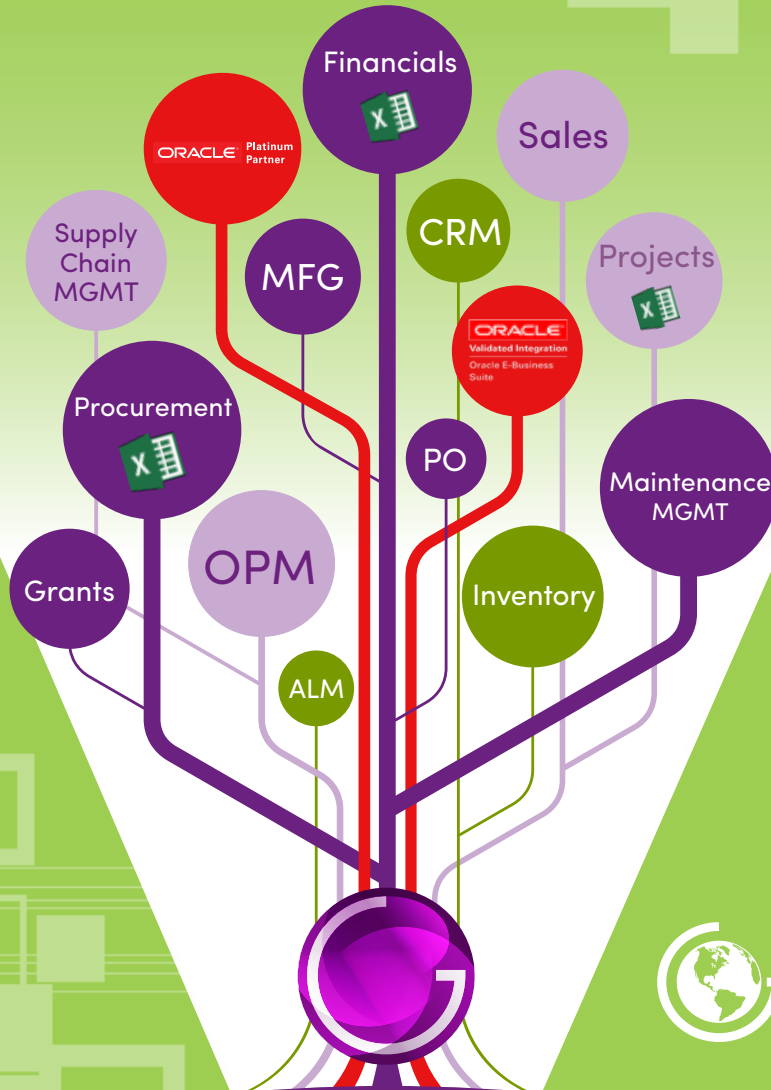 Financials
ORACLE Platinum
Partner
Sales
Supply
Chain
MGMT
MFG
CRM
Projects
ORACLE
Validated Integration
Oracle E-Business
Suite
Procurement
PO
Maintenance
MGMT
OPM
Grants
Inventory
ALM